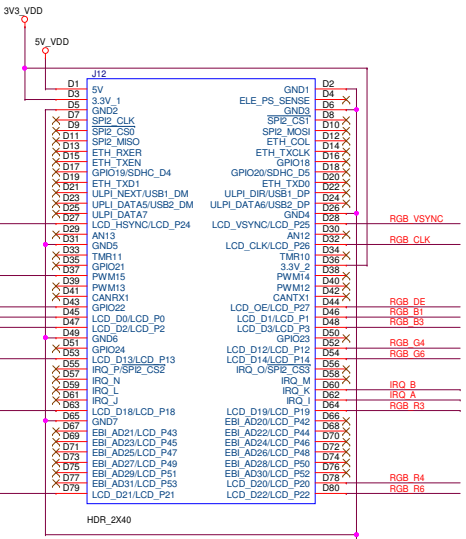 3V3_VDD
5V_VDD
J12
D1 5V GND1 D2
D3 3.3V_1 ELE_PS_SENSE D4
D5 GND2 GND3 D6
D7 SPI2_CLK SPI2_CS1 D8
D9 SPI2_CS0 SPI2_MOSI D10
D11 SPI2_MISO ETH_COL D12
D13 ETH_RXER ETH_TXCLK D14
D15 ETH_TXEN GPIO18 D16
D17 GPIO19/SDHC_D4 GPIO20/SDHC_D5 D18
D19 ETH_TXD1 ETH_TXD0 D20
D21 ULPI_NEXT/USB1_DM ULPI_DIR/USB1_DP D22
D23 UPLI_DATA5/USB2_DM ULPI_DATA6/USB2_DP D24
D25 ULPI_DATA7 GND4 D26
D27 LCD_HSYNC/LCD_P24 LCD_VSYNC/LCD_P25 D28 RGB_VSYNC
D29 AN13 AN12 D30
D31 GND5 LCD_CLK/LCD_P26 D32 RGB_CLK
D33 TMR11 TMR10 D34
D35 GPIO21 3.3V_2 D36
D37 PWM15 PWM14 D38
D39 PWM13 PWM12 D40
D41 CANRX1 CANTX1 D42
D43 GPIO22 LCD_OE/LCD_P27 D44 RGB_DE
D45 LCD_D0/LCD_P0 LCD_D1/LCD_P1 D46 RGB_B1
D47 LCD_D2/LCD_P2 LCD_D3/LCD_P3 D48 RGB_B3
D49 GND6 GPIO23 D50
D51 GPIO24 LCD_D12/LCD_P12 D52 RGB_G4
D53 LCD_D13/LCD_P13 LCD_D14/LCD_P14 D54 RGB_G6
D55 IRQ_P/SPI2_CS2 IRQ_O/SPI2_CS3 D56
D57 IRQ_N IRQ_M D58
D59 IRQ_L IRQ_K D60 IRQ_B
D61 IRQ_J IRQ_I D62 IRQ_A
D63 LCD_D18/LCD_P18 LCD_D19/LCD_P19 D64 RGB_R3
D65 GND7 EBI_AD20/LCD_P42 D66
D67 EBI_AD21/LCD_P43 EBI_AD22/LCD_P44 D68
D69 EBI_AD23/LCD_P45 EBI_AD24/LCD_P46 D70
D71 EBI_AD25/LCD_P47 EBI_AD26/LCD_P48 D72
D73 EBI_AD27/LCD_P49 EBI_AD28/LCD_P50 D74
D75 EBI_AD29/LCD_P51 EBI_AD30/LCD_P52 D76
D77 EBI_AD31/LCD_P53 LCD_D20/LCD_P20 D78 RGB_R4
D79 LCD_D21/LCD_P21 LCD_D22/LCD_P22 D80 RGB_R6
HDR_2X40